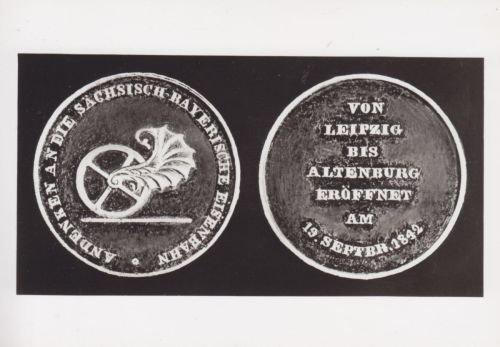 ANDENKEN AN DIE SÄCHSISCH-BAYERISCHE EISENBAHN
VON
LEIPZIG
BIS
ALTENBURG
ERÖFFNET
AM
19. SEPTBR. 1842